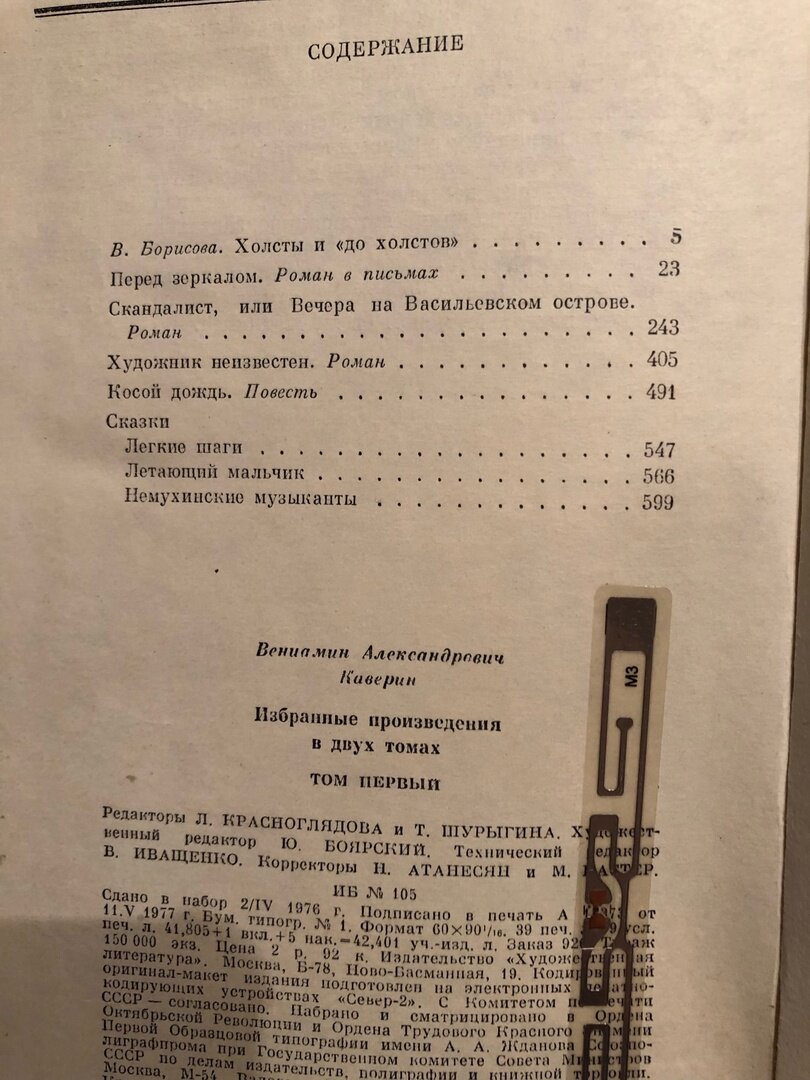 СОДЕРЖАНИЕ
В. Борисова. Холсты и «до холстов» . . . . . . . . . 5
Перед зеркалом. Роман в письмах . . . . . . . . . 23
Скандалист, или Вечера на Васильевском острове.
Роман . . . . . . . . . . . . . . . . . 243
Художник неизвестен. Роман . . . . . . . . . . 405
Косой дождь. Повесть . . . . . . . . . . . . 491
Сказки
Легкие шаги . . . . . . . . . . . . . . . 547
Летающий мальчик . . . . . . . . . . . . 566
Немухинские музыканты . . . . . . . . . . 599
Вениамин Александрович
Каверин
Избранные произведения
в двух томах
ТОМ ПЕРВЫЙ
МЗ
Редакторы Л. КРАСНОГЛЯДОВА и Т. ШУРЫГИНА.
венный редактор Ю. БОЯРСКИЙ. Технический
В. ИВАЩЕНКО. Корректоры Н. АТАНЕСЯН и М.
ИБ № 105
Сдано в набор 2/IV 1976 г. Подписано в печать А от
11.V 1977 г. Бум. типогр. № 1. Формат 60×90¹/₁₆. 39 печ.
печ. л. 41,805+1 вкл.+5 нак.=42,401 уч.-изд. л. Заказ
150 000 экз. Цена 2 р. 92 к. Издательство
литература». Москва, Б-78, Ново-Басманная, 19.
оригинал-макет издания подготовлен на электронных
кодирующих устройствах «Север-2». С Комитетом
СССР — согласовано. Набрано и сматрицировано в
Октябрьской Революции и Ордена Трудового Красного
Первой Образцовой типографии имени А. А. Жданова
лиграфпрома при Государственном комитете Совета
СССР по делам издательств, полиграфии и книжной
Москва, М-54,